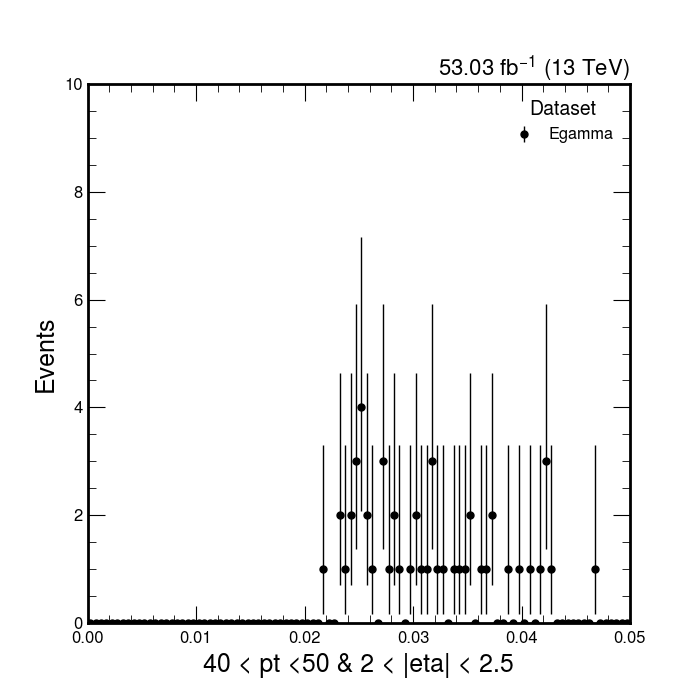 53.03 fb⁻¹ (13 TeV)
10
8
6
4
2
0
Events
Dataset
Egamma
0.00 0.01 0.02 0.03 0.04 0.05
40 < pt <50 & 2 < |eta| < 2.5